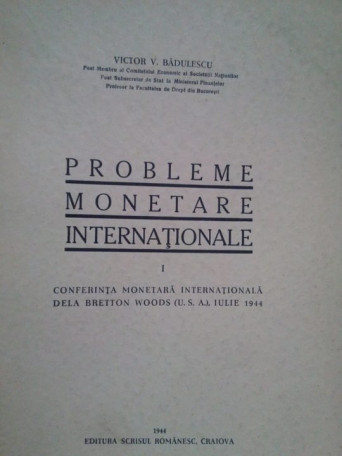 VICTOR V. BĂDULESCU
Fost Membru al Comitetului Economic al Societății Națiunilor
Fost Subsecretar de Stat la Ministerul Finanțelor
Profesor la Facultatea de Drept din București
PROBLEME
MONETARE
INTERNAȚIONALE
I
CONFERINȚA MONETARĂ INTERNAȚIONALĂ
DELA BRETTON WOODS (U. S. A.), IULIE 1944
1944
EDITURA SCRISUL ROMÂNESC, CRAIOVA